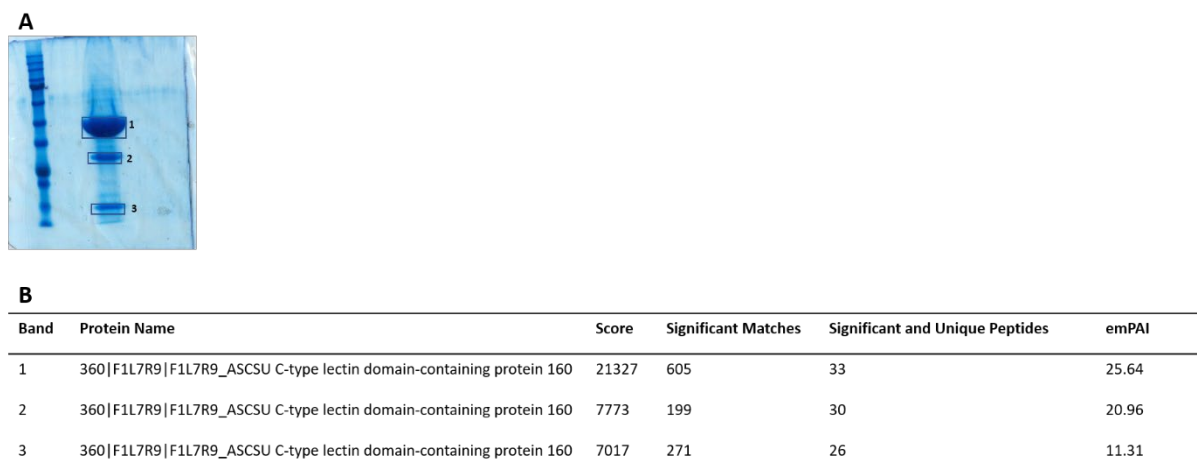 A
1
2
3
B
Band Protein Name Score Significant Matches Significant and Unique Peptides emPAI
1 360|F1L7R9|F1L7R9_ASCSU C-type lectin domain-containing protein 160 21327 605 33 25.64
2 360|F1L7R9|F1L7R9_ASCSU C-type lectin domain-containing protein 160 7773 199 30 20.96
3 360|F1L7R9|F1L7R9_ASCSU C-type lectin domain-containing protein 160 7017 271 26 11.31